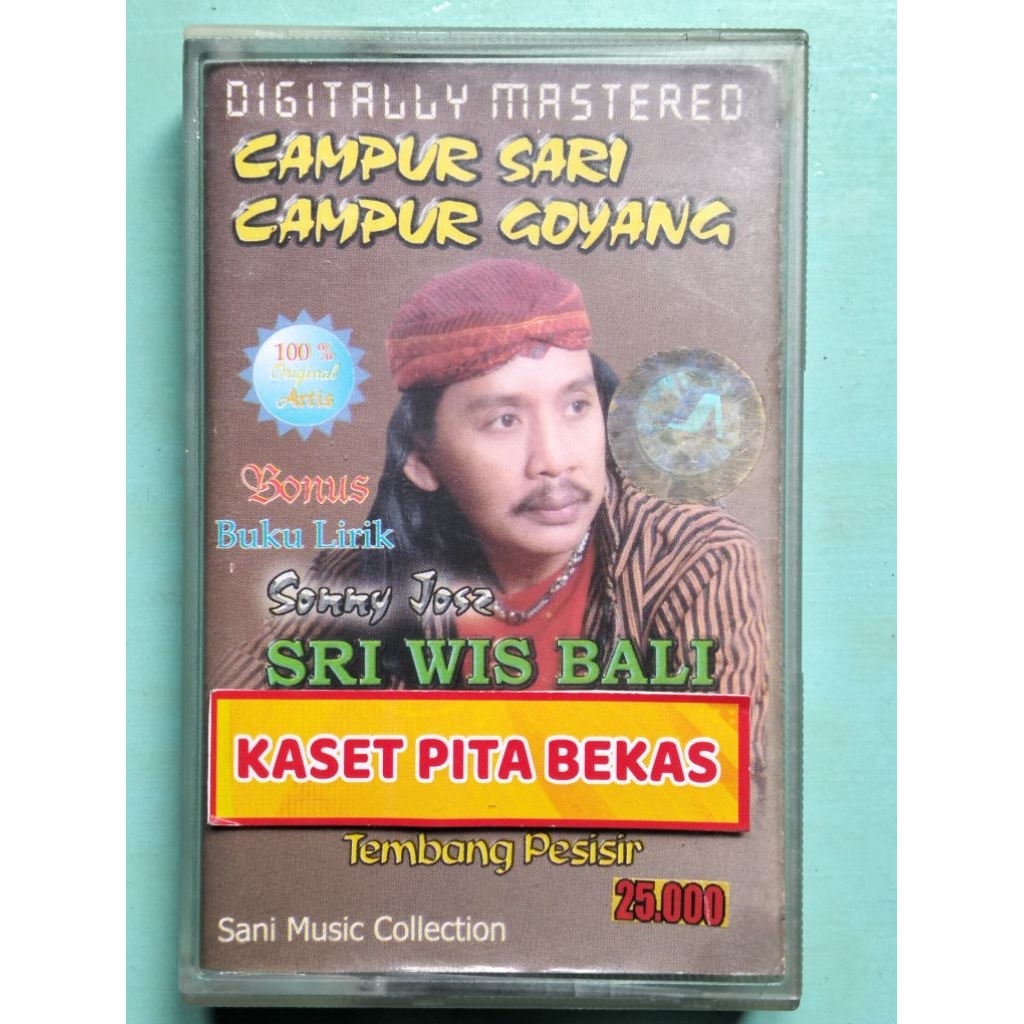 DIGITALLY MASTERED
CAMPUR SARI
CAMPUR GOYANG
100 %
Original
Artis
Bonus
Buku Lirik
Sonny Josz
SRI WIS BALI
KASET PITA BEKAS
Tembang Pesisir
25.000
Sani Music Collection